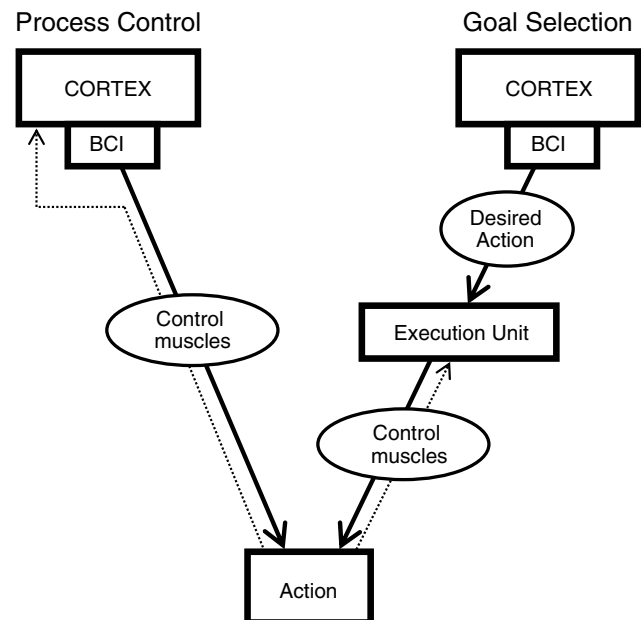 Process Control
Goal Selection
CORTEX
CORTEX
BCI
BCI
Desired
Action
Control
muscles
Execution Unit
Control
muscles
Action